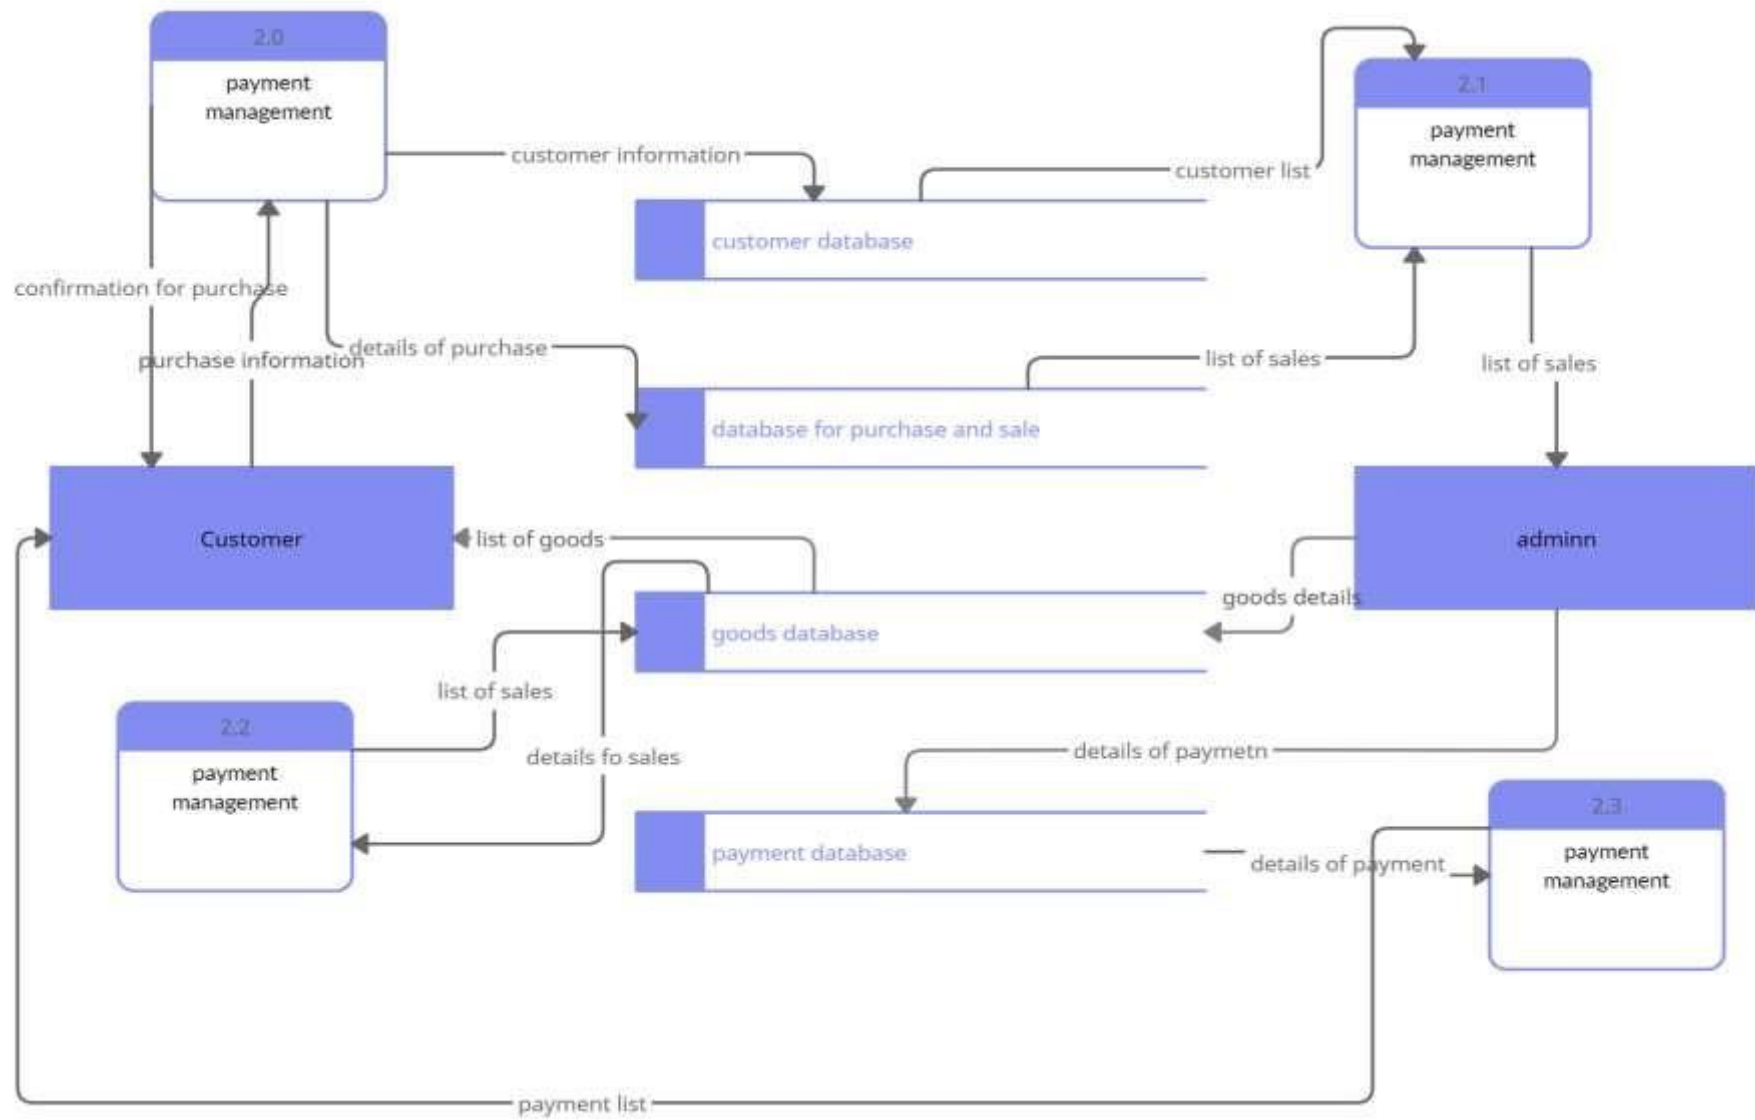 2.0
payment
management
2.1
payment
management
customer information
customer list
customer database
confirmation for purchase
purchase information
details of purchase
list of sales
list of sales
database for purchase and sale
Customer
list of goods
adminn
goods details
goods database
list of sales
2.2
payment
management
details fo sales
details of paymetn
2.3
payment
management
payment database
details of payment
payment list